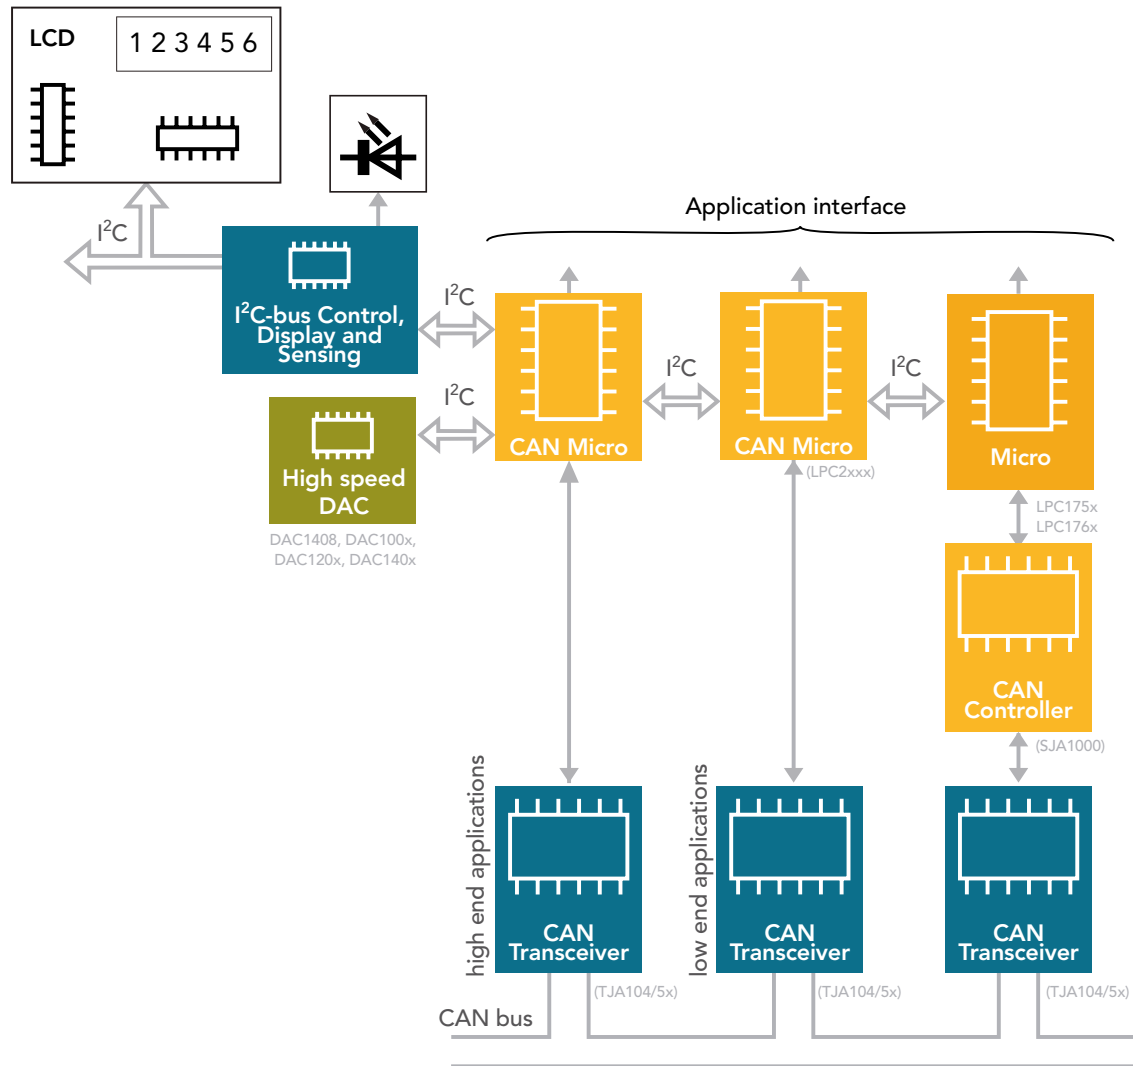 LCD
1 2 3 4 5 6
I²C
Application interface
I²C-bus Control,
Display and
Sensing
I²C
I²C
I²C
I²C
CAN Micro
CAN Micro
Micro
(LPC2xxx)
High speed
DAC
DAC1408, DAC100x,
DAC120x, DAC140x
LPC175x
LPC176x
CAN
Controller
(SJA1000)
high end applications
low end applications
CAN
Transceiver
CAN
Transceiver
CAN
Transceiver
(TJA104/5x)
(TJA104/5x)
(TJA104/5x)
CAN bus